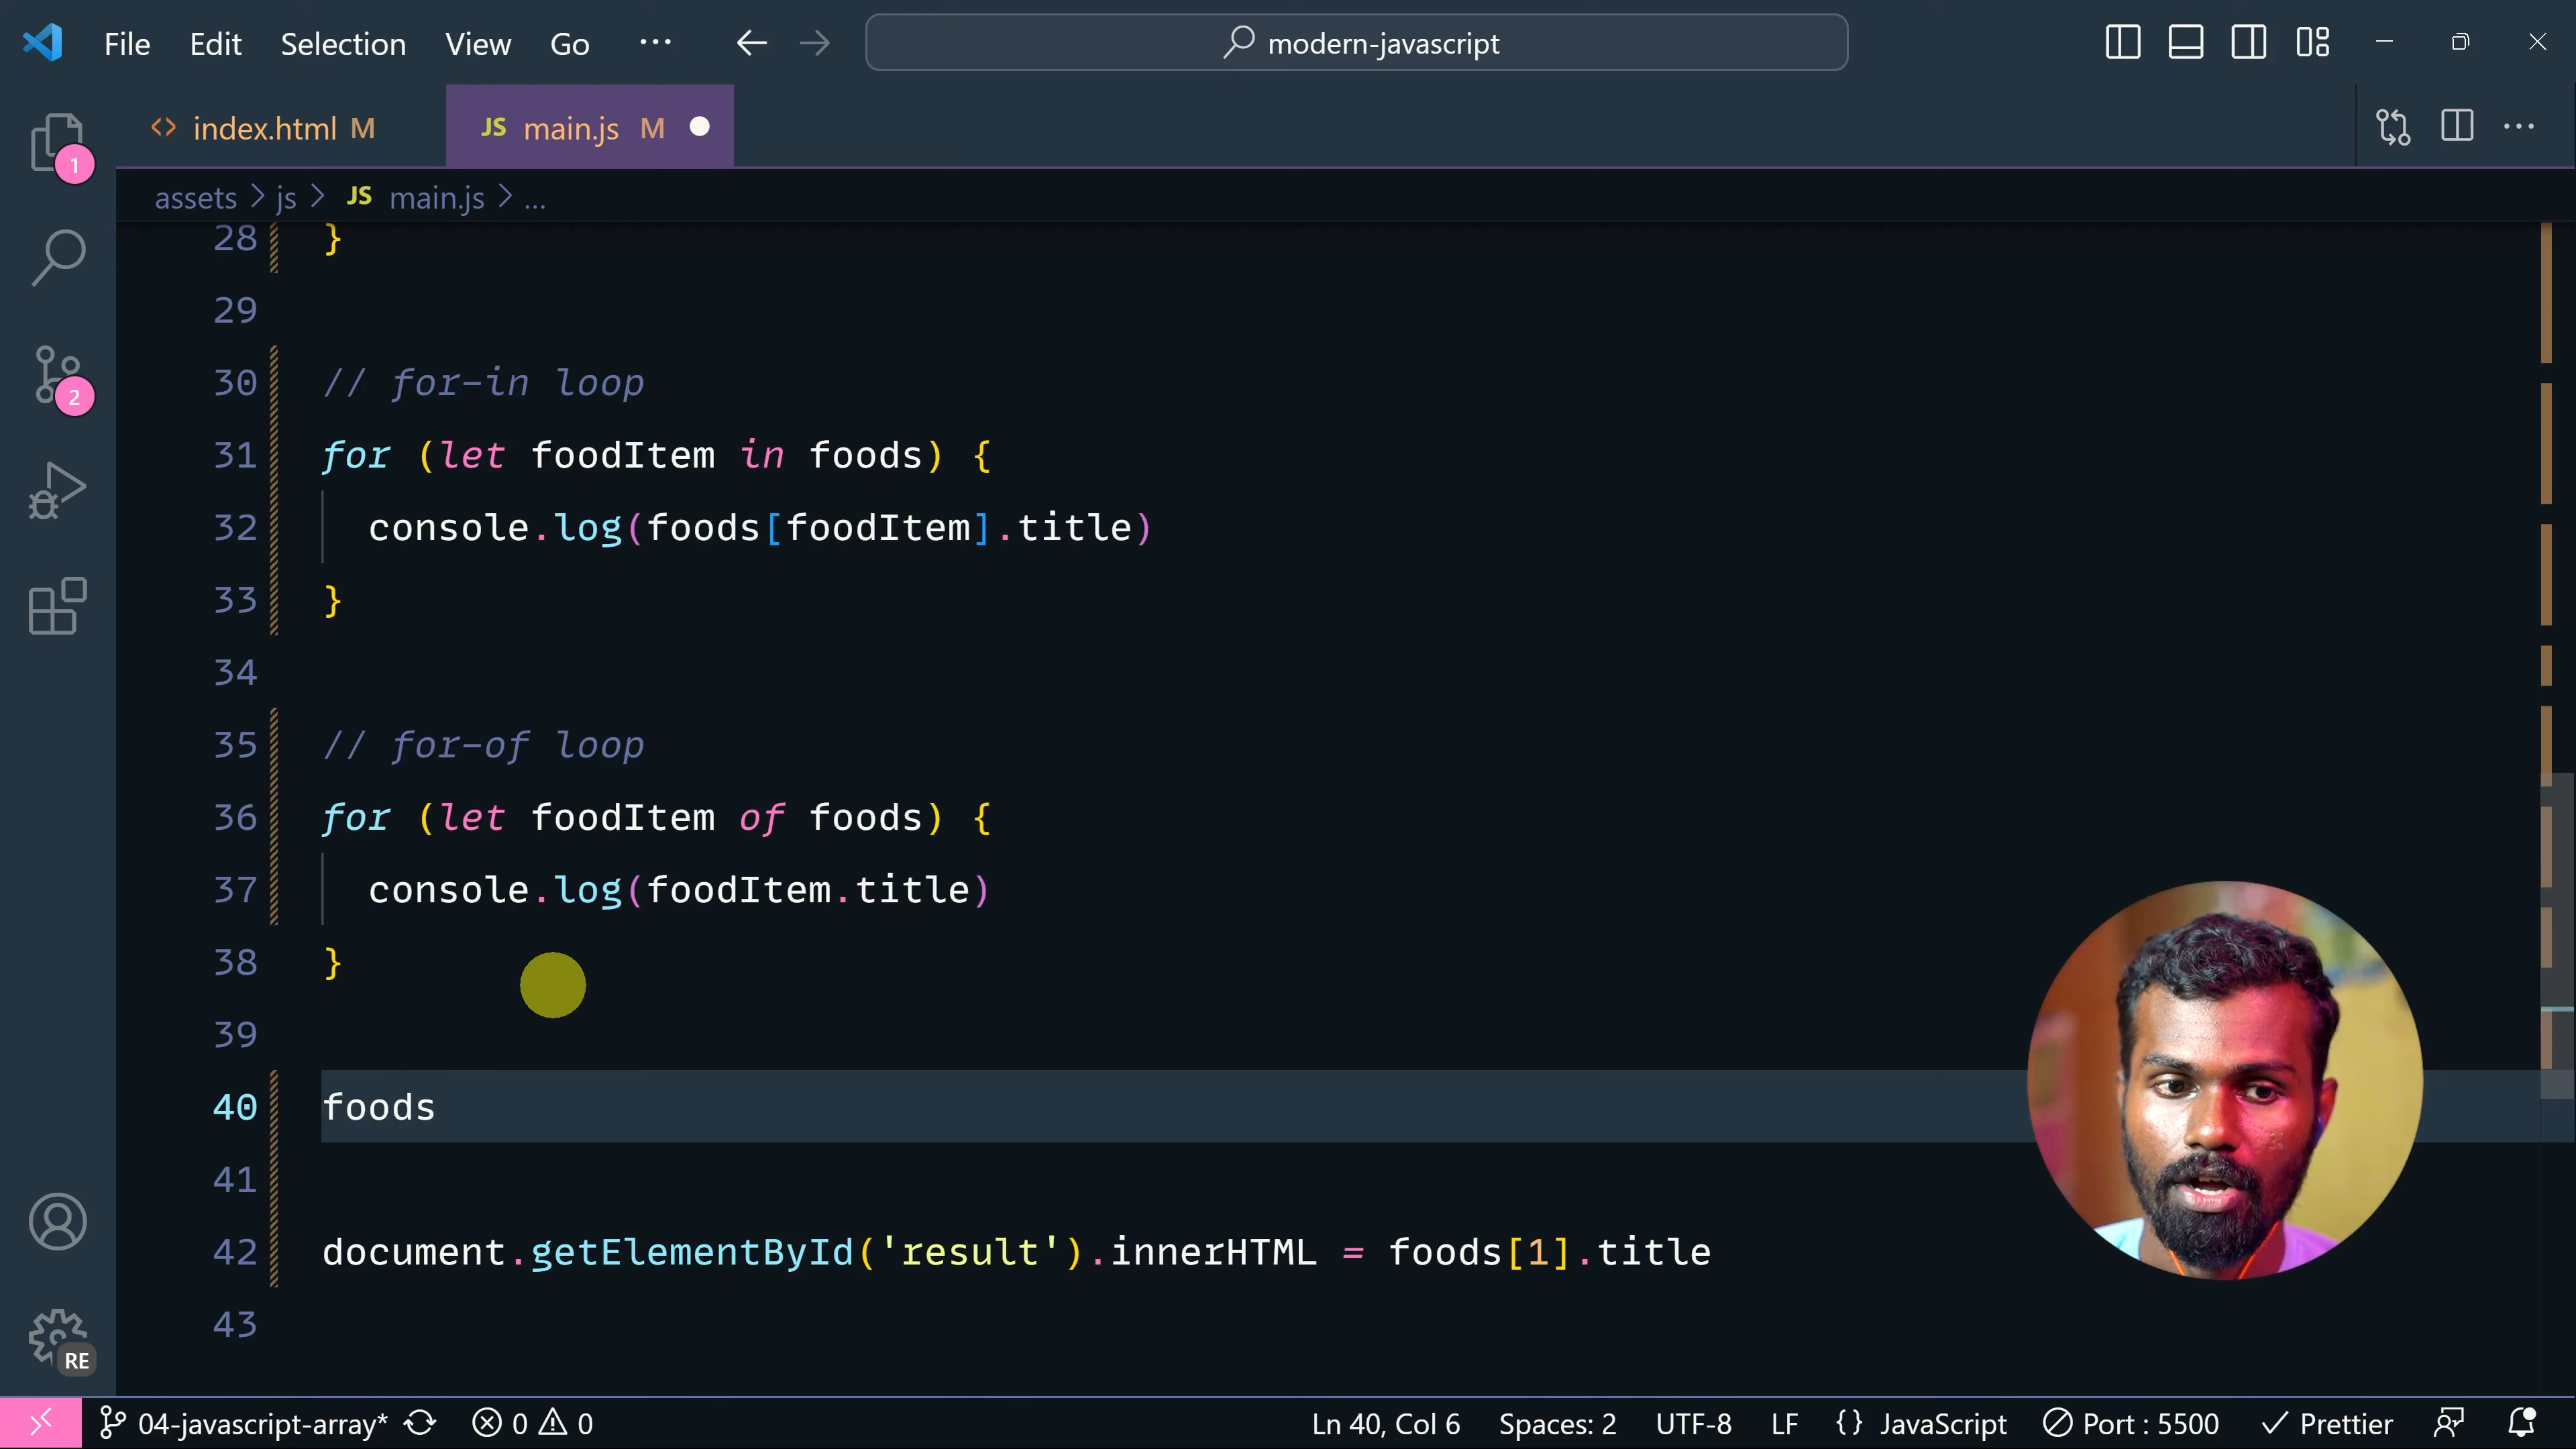 File Edit Selection View Go ... modern-javascript
index.html M JS main.js M
1
assets > js > JS main.js > ...
28 }
29
30 // for-in loop
2
31 for (let foodItem in foods) {
32   console.log(foods[foodItem].title)
33 }
34
35 // for-of loop
36 for (let foodItem of foods) {
37   console.log(foodItem.title)
38 }
39
40 foods
41
42 document.getElementById('result').innerHTML = foods[1].title
43
RE
04-javascript-array* 0 0 Ln 40, Col 6 Spaces: 2 UTF-8 LF {} JavaScript Port : 5500 Prettier